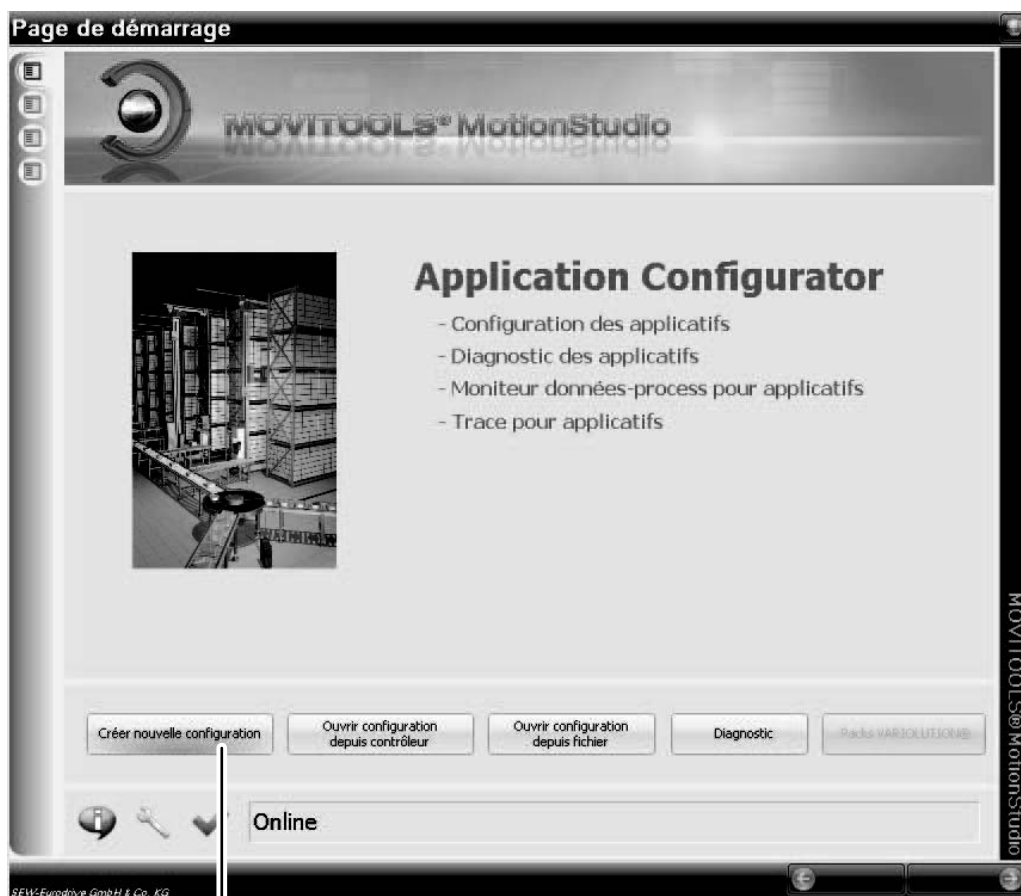 Page de démarrage
MOVITOOLS® MotionStudio
Application Configurator
- Configuration des applicatifs
- Diagnostic des applicatifs
- Moniteur données-process pour applicatifs
- Trace pour applicatifs
Créer nouvelle configuration
Ouvrir configuration
depuis contrôleur
Ouvrir configuration
depuis fichier
Diagnostic
Packs VARIOLUTION®
Online
MOVITOOLS®MotionStudio
SEW-Eurodrive GmbH & Co. KG